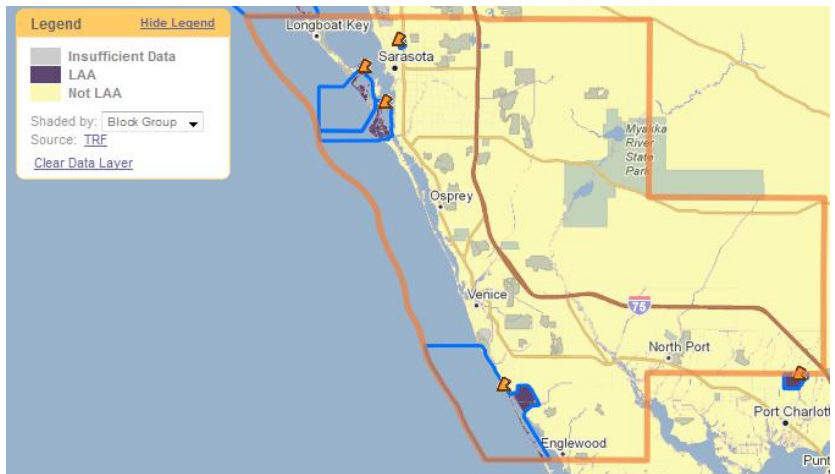 Legend Hide Legend
Insufficient Data
LAA
Not LAA
Shaded by: Block Group
Source: TRF
Clear Data Layer
Longboat Key
Sarasota
Myakka
River
State
Park
Osprey
Venice
75
North Port
Port Charlott
Englewood
Punt